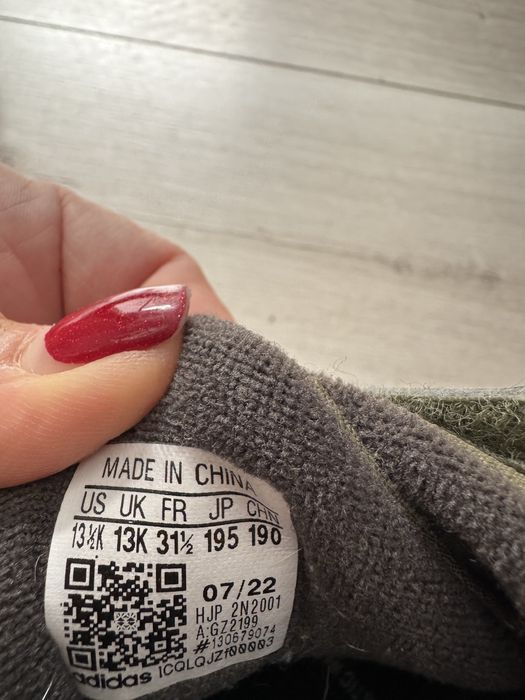 MADE IN CHINA
US UK FR JP CHN
13½K 13K 31½ 195 190
07/22
HJP 2N2001
A:GZ2199
#130679074
adidas